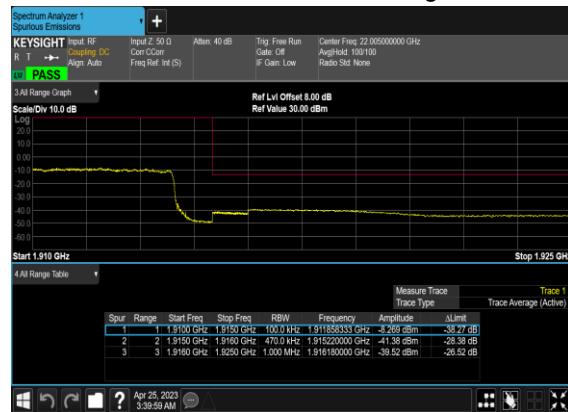 Spectrum Analyzer 1
Spurious Emissions
+
KEYSIGHT Input: RF Input Z: 50 Ω Atten: 40 dB Trig: Free Run Center Freq: 22.005000000 GHz
R T Coupling: DC Corr CCorr Gate: Off Avg|Hold: 100/100
Align: Auto Freq Ref: Int (S) IF Gain: Low Radio Std: None
PASS
3 All Range Graph
Ref Lvl Offset 8.00 dB
Scale/Div 10.0 dB Ref Value 30.00 dBm
Log
20.0
10.0
0.00
-10.0
-20.0
-30.0
-40.0
-50.0
-60.0
Start 1.910 GHz Stop 1.925 GH
4 All Range Table
Measure Trace Trace 1
Trace Type Trace Average (Active)
Spur Range Start Freq Stop Freq RBW Frequency Amplitude ΔLimit
1 1 1.9100 GHz 1.9150 GHz 100.0 kHz 1.911858333 GHz -8.269 dBm -38.27 dB
2 2 1.9150 GHz 1.9160 GHz 470.0 kHz 1.915220000 GHz -41.38 dBm -28.38 dB
3 3 1.9160 GHz 1.9250 GHz 1.000 MHz 1.916180000 GHz -39.52 dBm -26.52 dB
? Apr 25, 2023
3:39:59 AM